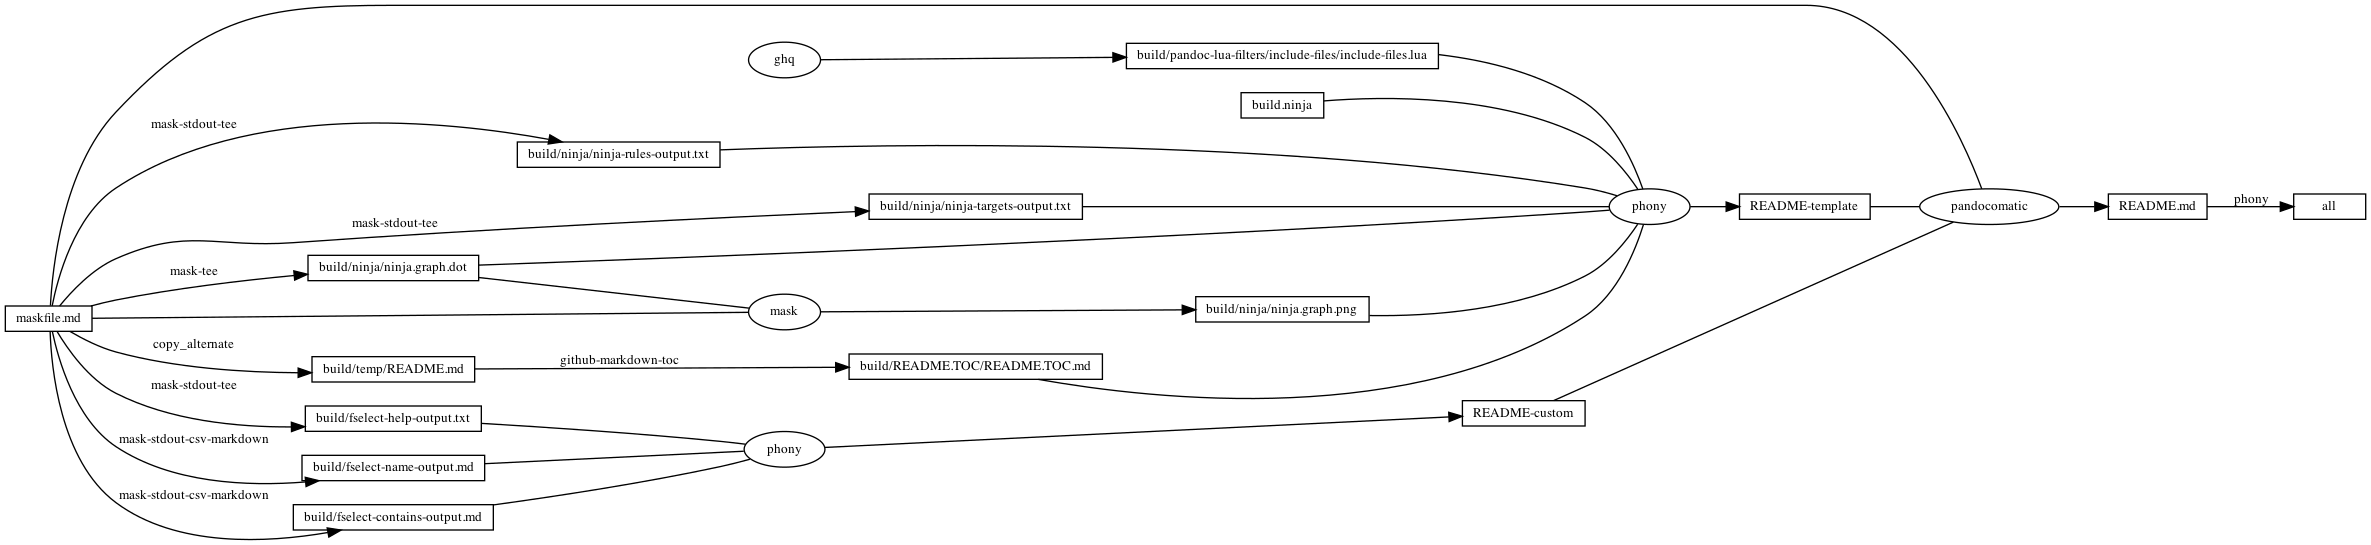 ghq
build/pandoc-lua-filters/include-files/include-files.lua
build.ninja
mask-stdout-tee
build/ninja/ninja-rules-output.txt
mask-stdout-tee
build/ninja/ninja-targets-output.txt
phony
README-template
pandocomatic
README.md
phony
all
mask-tee
build/ninja/ninja.graph.dot
maskfile.md
mask
build/ninja/ninja.graph.png
copy_alternate
build/temp/README.md
github-markdown-toc
build/README.TOC/README.TOC.md
mask-stdout-tee
build/fselect-help-output.txt
README-custom
mask-stdout-csv-markdown
build/fselect-name-output.md
phony
mask-stdout-csv-markdown
build/fselect-contains-output.md